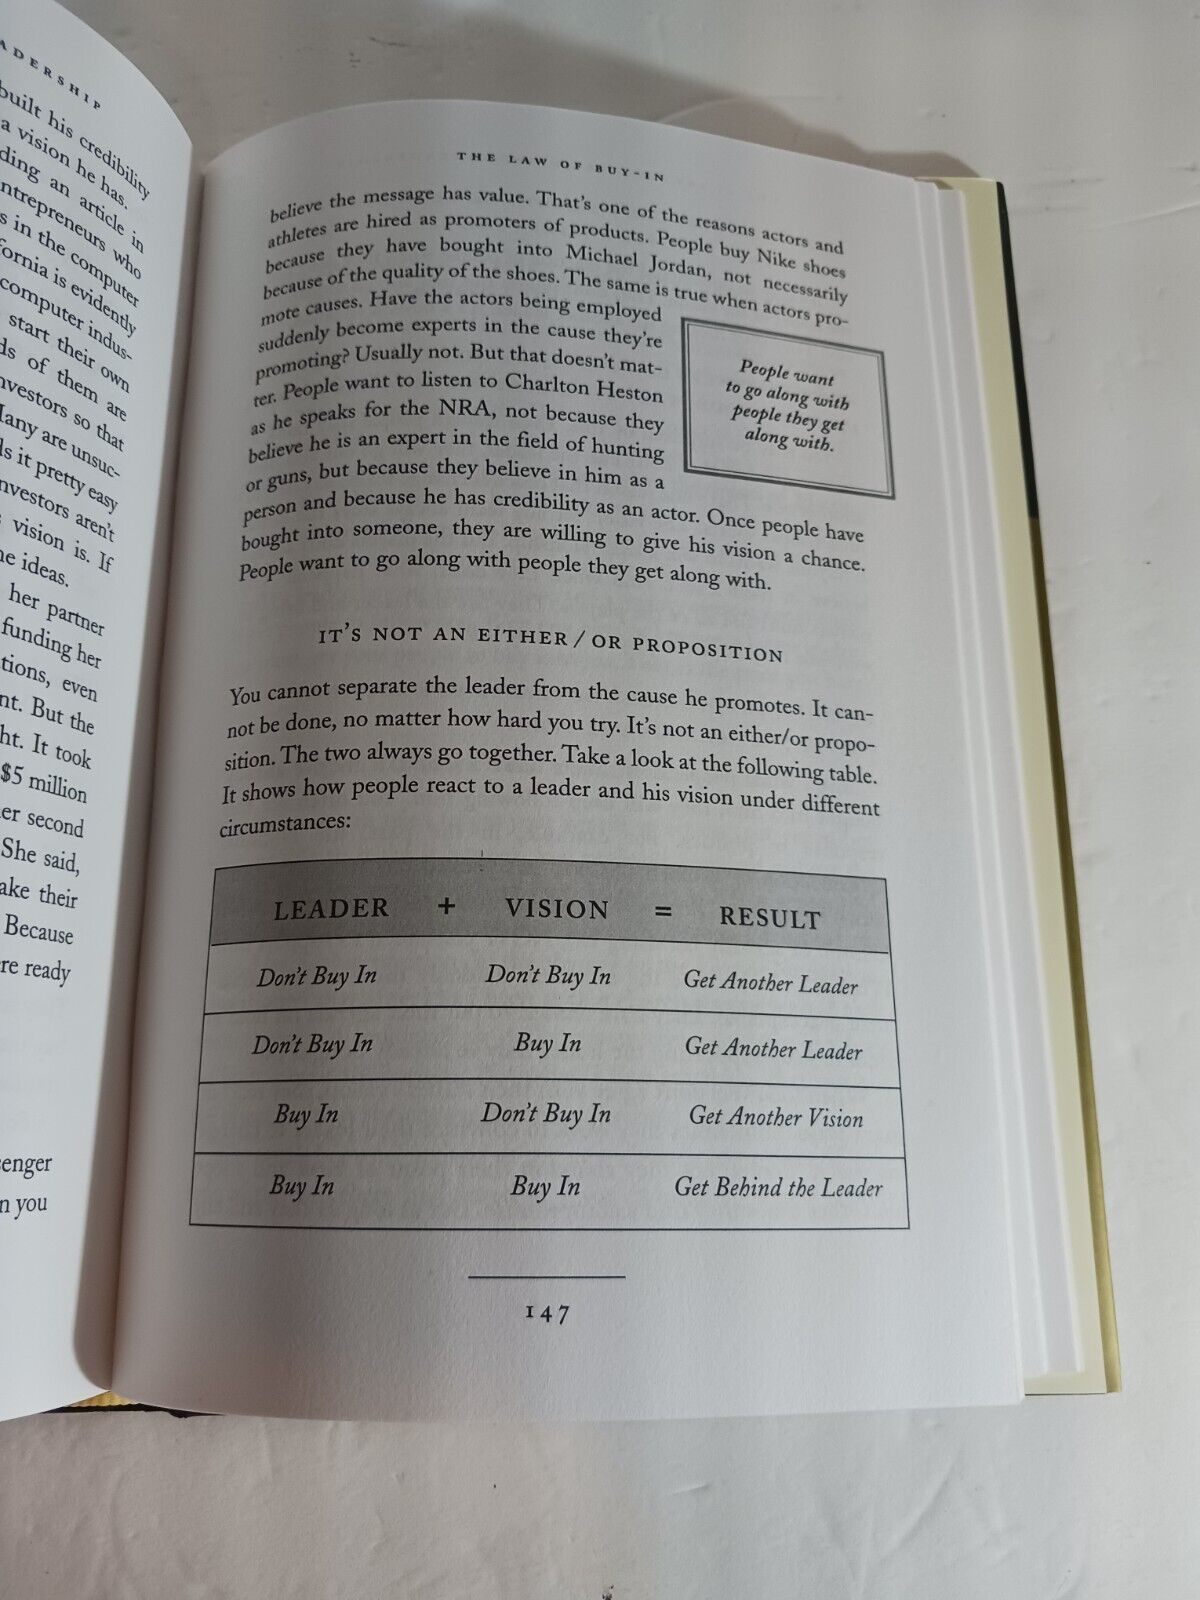 ADERSHIP
built his credibility
a vision he has.
ding an article in
ntrepreneurs who
s in the computer
fornia is evidently
computer indus-
start their own
ds of them are
nvestors so that
Many are unsuc-
ds it pretty easy
nvestors aren't
vision is. If
he ideas.
her partner
funding her
tions, even
nt. But the
ht. It took
$5 million
er second
She said,
ake their
Because
re ready
enger
n you
THE LAW OF BUY-IN
believe the message has value. That's one of the reasons actors and
athletes are hired as promoters of products. People buy Nike shoes
because they have bought into Michael Jordan, not necessarily
because of the quality of the shoes. The same is true when actors pro-
mote causes. Have the actors being employed
suddenly become experts in the cause they're
promoting? Usually not. But that doesn't mat-
ter. People want to listen to Charlton Heston
as he speaks for the NRA, not because they
believe he is an expert in the field of hunting
or guns, but because they believe in him as a
person and because he has credibility as an actor. Once people have
bought into someone, they are willing to give his vision a chance.
People want to go along with people they get along with.
People want
to go along with
people they get
along with.
IT'S NOT AN EITHER/OR PROPOSITION
You cannot separate the leader from the cause he promotes. It can-
not be done, no matter how hard you try. It's not an either/or propo-
sition. The two always go together. Take a look at the following table.
It shows how people react to a leader and his vision under different
circumstances:
LEADER + VISION = RESULT
Don't Buy In Don't Buy In Get Another Leader
Don't Buy In Buy In Get Another Leader
Buy In Don't Buy In Get Another Vision
Buy In Buy In Get Behind the Leader
147